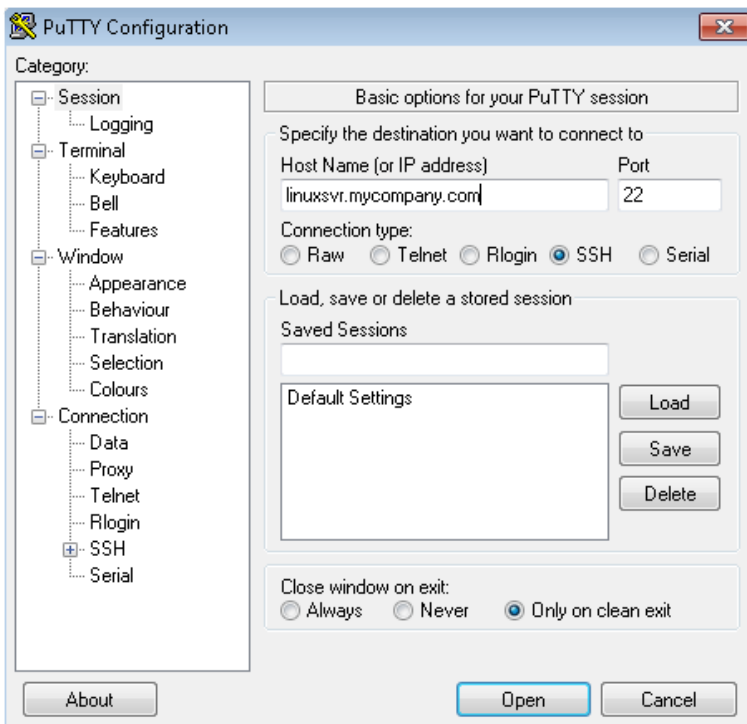 PuTTY Configuration
Category:
Session
Logging
Terminal
Keyboard
Bell
Features
Window
Appearance
Behaviour
Translation
Selection
Colours
Connection
Data
Proxy
Telnet
Rlogin
SSH
Serial
Basic options for your PuTTY session
Specify the destination you want to connect to
Host Name (or IP address) Port
linuxsvr.mycompany.com 22
Connection type:
Raw Telnet Rlogin SSH Serial
Load, save or delete a stored session
Saved Sessions
Default Settings
Load
Save
Delete
Close window on exit:
Always Never Only on clean exit
About Open Cancel